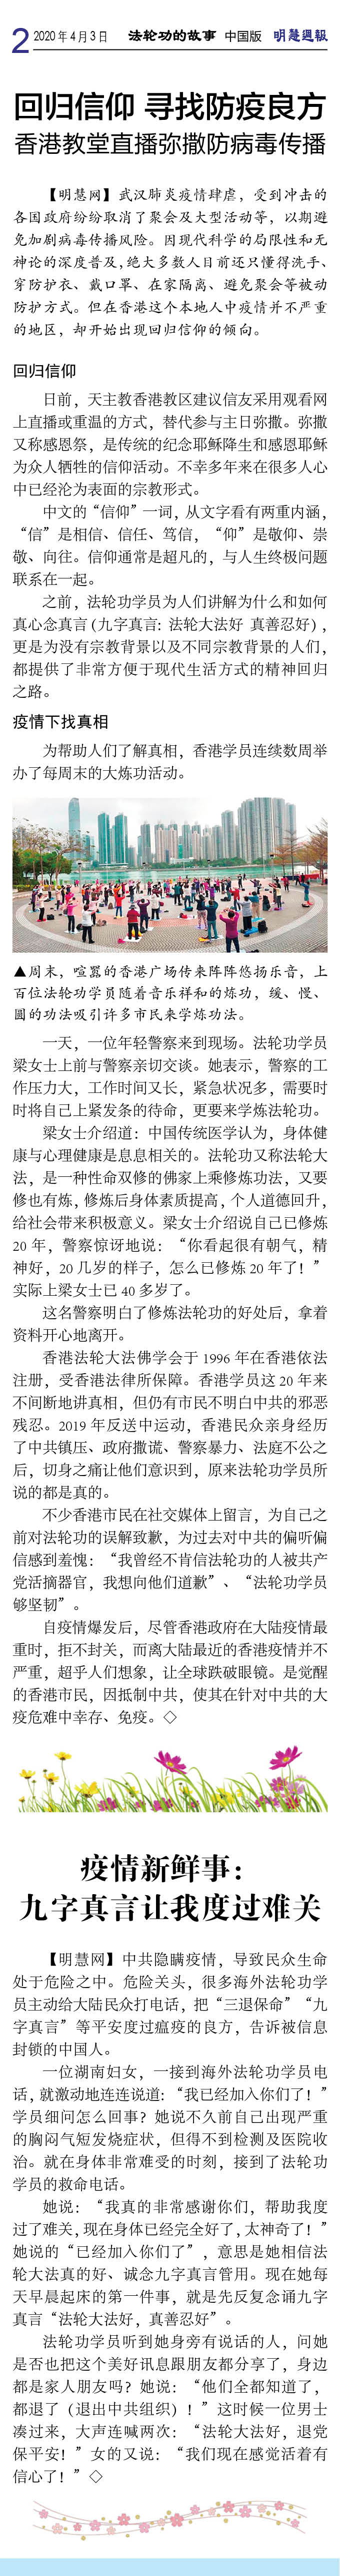 2 2020年4月3日 法轮功的故事 中国版 明慧週报
回归信仰 寻找防疫良方
香港教堂直播弥撒防病毒传播
【明慧网】武汉肺炎疫情肆虐，受到冲击的
各国政府纷纷取消了聚会及大型活动等，以期避
免加剧病毒传播风险。因现代科学的局限性和无
神论的深度普及，绝大多数人目前还只懂得洗手、
穿防护衣、戴口罩、在家隔离、避免聚会等被动
防护方式。但在香港这个本地人中疫情并不严重
的地区，却开始出现回归信仰的倾向。
回归信仰
日前，天主教香港教区建议信友采用观看网
上直播或重温的方式，替代参与主日弥撒。弥撒
又称感恩祭，是传统的纪念耶稣降生和感恩耶稣
为众人牺牲的信仰活动。不幸多年来在很多人心
中已经沦为表面的宗教形式。
中文的“信仰”一词，从文字看有两重内涵，
“信”是相信、信任、笃信，“仰”是敬仰、崇
敬、向往。信仰通常是超凡的，与人生终极问题
联系在一起。
之前，法轮功学员为人们讲解为什么和如何
真心念真言(九字真言: 法轮大法好 真善忍好)，
更是为没有宗教背景以及不同宗教背景的人们，
都提供了非常方便于现代生活方式的精神回归
之路。
疫情下找真相
为帮助人们了解真相，香港学员连续数周举
办了每周末的大炼功活动。
▲周末，喧嚣的香港广场传来阵阵悠扬乐音，上
百位法轮功学员随着音乐祥和的炼功，缓、慢、
圆的功法吸引许多市民来学炼功法。
一天，一位年轻警察来到现场。法轮功学员
梁女士上前与警察亲切交谈。她表示，警察的工
作压力大，工作时间又长，紧急状况多，需要时
时将自己上紧发条的待命，更要来学炼法轮功。
梁女士介绍道：中国传统医学认为，身体健
康与心理健康是息息相关的。法轮功又称法轮大
法，是一种性命双修的佛家上乘修炼功法，又要
修也有炼，修炼后身体素质提高，个人道德回升，
给社会带来积极意义。梁女士介绍说自己已修炼
20 年，警察惊讶地说：“你看起很有朝气，精
神好，20 几岁的样子，怎么已修炼 20 年了！”
实际上梁女士已 40 多岁了。
这名警察明白了修炼法轮功的好处后，拿着
资料开心地离开。
香港法轮大法佛学会于 1996 年在香港依法
注册，受香港法律所保障。香港学员这 20 年来
不间断地讲真相，但仍有市民不明白中共的邪恶
残忍。2019 年反送中运动，香港民众亲身经历
了中共镇压、政府撒谎、警察暴力、法庭不公之
后，切身之痛让他们意识到，原来法轮功学员所
说的都是真的。
不少香港市民在社交媒体上留言，为自己之
前对法轮功的误解致歉，为过去对中共的偏听偏
信感到羞愧：“我曾经不肯信法轮功的人被共产
党活摘器官，我想向他们道歉”、“法轮功学员
够坚韧”。
自疫情爆发后，尽管香港政府在大陆疫情最
重时，拒不封关，而离大陆最近的香港疫情并不
严重，超乎人们想象，让全球跌破眼镜。是觉醒
的香港市民，因抵制中共，使其在针对中共的大
疫危难中幸存、免疫。◇
疫情新鲜事：
九字真言让我度过难关
【明慧网】中共隐瞒疫情，导致民众生命
处于危险之中。危险关头，很多海外法轮功学
员主动给大陆民众打电话，把“三退保命”“九
字真言”等平安度过瘟疫的良方，告诉被信息
封锁的中国人。
一位湖南妇女，一接到海外法轮功学员电
话，就激动地连连说道：“我已经加入你们了！”
学员细问怎么回事？她说不久前自己出现严重
的胸闷气短发烧症状，但得不到检测及医院收
治。就在身体非常难受的时刻，接到了法轮功
学员的救命电话。
她说：“我真的非常感谢你们，帮助我度
过了难关，现在身体已经完全好了，太神奇了！”
她说的“已经加入你们了”，意思是她相信法
轮大法真的好、诚念九字真言管用。现在她每
天早晨起床的第一件事，就是先反复念诵九字
真言“法轮大法好，真善忍好”。
法轮功学员听到她身旁有说话的人，问她
是否也把这个美好讯息跟朋友都分享了，身边
都是家人朋友吗？她说：“他们全都知道了，
都退了（退出中共组织）！”这时候一位男士
凑过来，大声连喊两次：“法轮大法好，退党
保平安！”女的又说：“我们现在感觉活着有
信心了！”◇